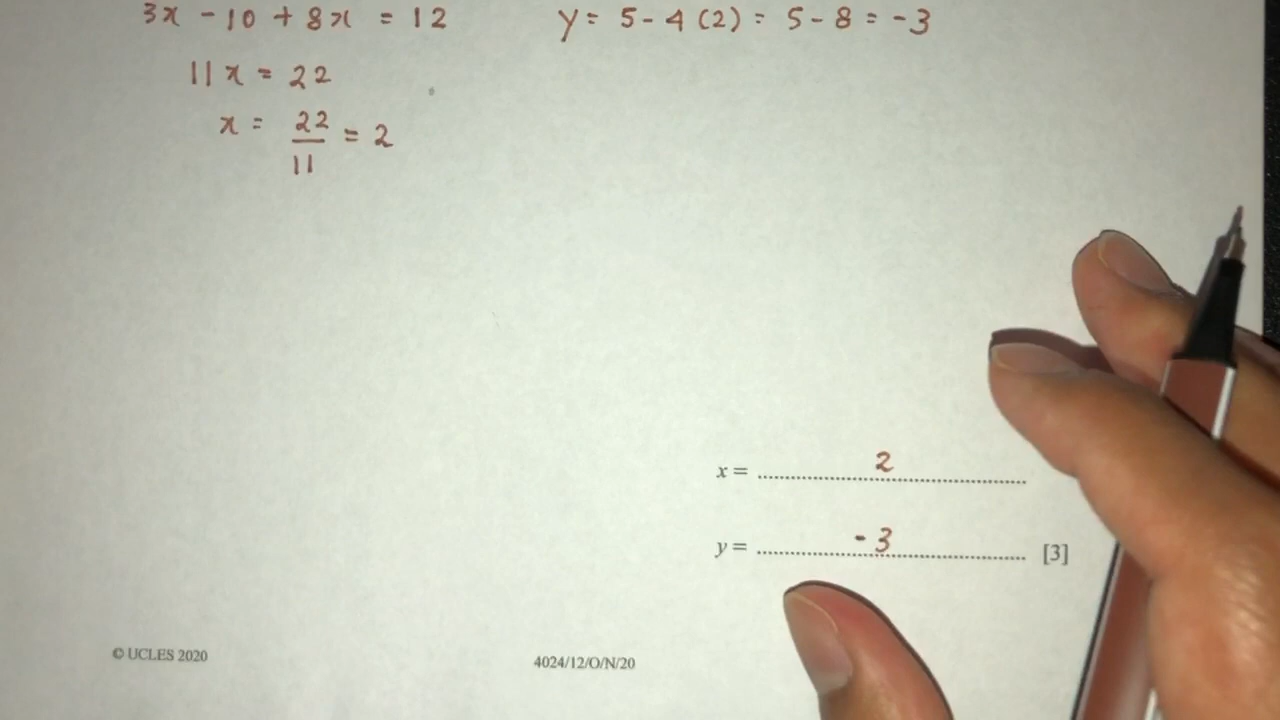 3x - 10 + 8x = 12
y = 5 - 4 (2) = 5 - 8 = -3
11x = 22
x = 22/11 = 2
x = 2
y = -3 [3]
© UCLES 2020
4024/12/O/N/20